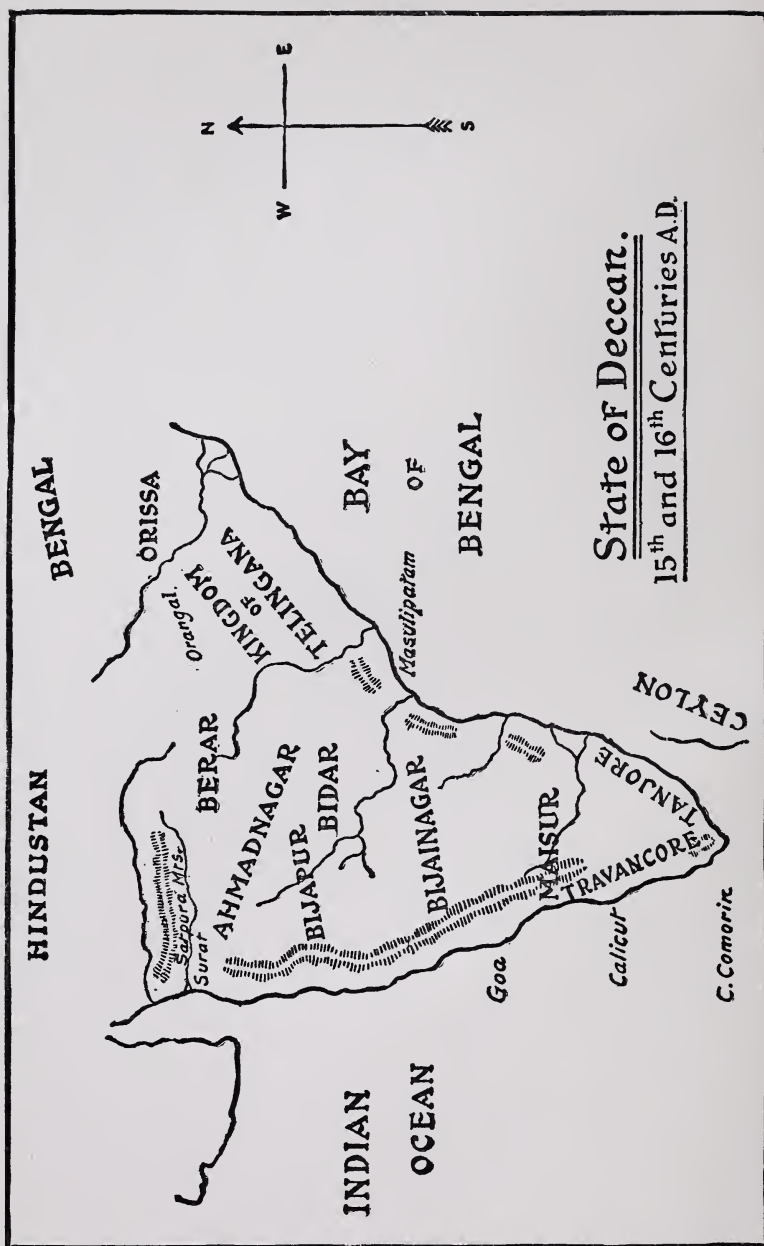 HINDUSTAN
BENGAL
ORISSA
Satpora Mts.
Surat
Orangal.
KINGDOM
OF
TELINGANA
BERAR
AHMADNAGAR
BIDAR
BIJAPUR
BAY
OF
BENGAL
Masulipatam
BIJAINAGAR
INDIAN
OCEAN
Goa
MAISUR
Calicut
TRAVANCORE
TANJORE
CEYLON
C. Comorin
N
W
E
S
State of Deccan.
15th and 16th Centuries A.D.